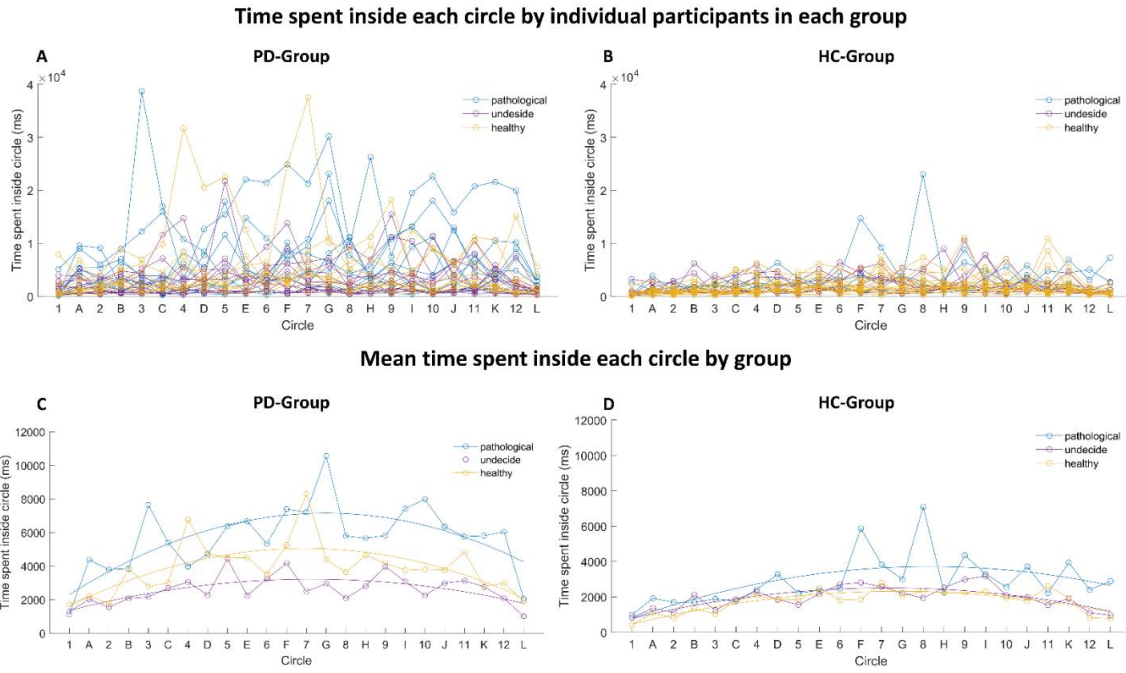 Time spent inside each circle by individual participants in each group
A
PD-Group
×10⁴
4
3
2
1
0
Time spent inside circle (ms)
pathological
undeside
healthy
1 A 2 B 3 C 4 D 5 E 6 F 7 G 8 H 9 I 10 J 11 K 12 L
Circle
B
HC-Group
×10⁴
4
3
2
1
0
Time spent inside circle (ms)
pathological
undeside
healthy
1 A 2 B 3 C 4 D 5 E 6 F 7 G 8 H 9 I 10 J 11 K 12 L
Circle
Mean time spent inside each circle by group
C
PD-Group
12000
10000
8000
6000
4000
2000
0
Time spent inside circle (ms)
pathological
undecide
healthy
1 A 2 B 3 C 4 D 5 E 6 F 7 G 8 H 9 I 10 J 11 K 12 L
Circle
D
HC-Group
12000
10000
8000
6000
4000
2000
0
Time spent inside circle (ms)
pathological
undecide
healthy
1 A 2 B 3 C 4 D 5 E 6 F 7 G 8 H 9 I 10 J 11 K 12 L
Circle